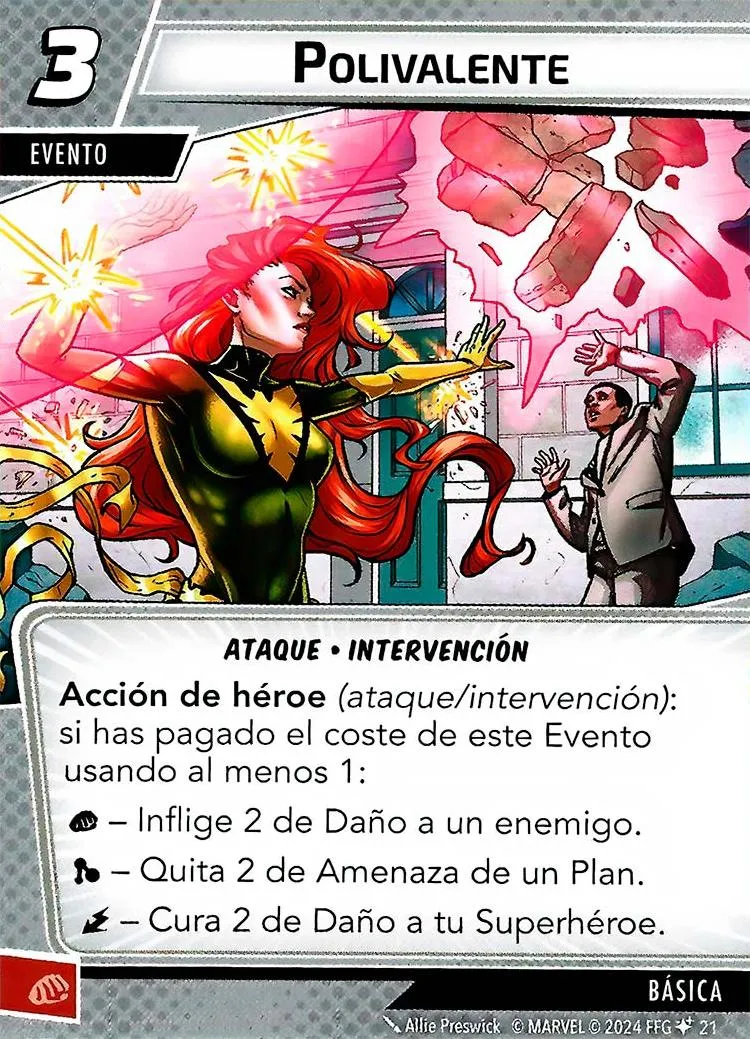 3
POLIVALENTE
EVENTO
ATAQUE • INTERVENCIÓN
Acción de héroe (ataque/intervención):
si has pagado el coste de este Evento
usando al menos 1:
– Inflige 2 de Daño a un enemigo.
– Quita 2 de Amenaza de un Plan.
– Cura 2 de Daño a tu Superhéroe.
BÁSICA
Allie Preswick © MARVEL © 2024 FFG 21